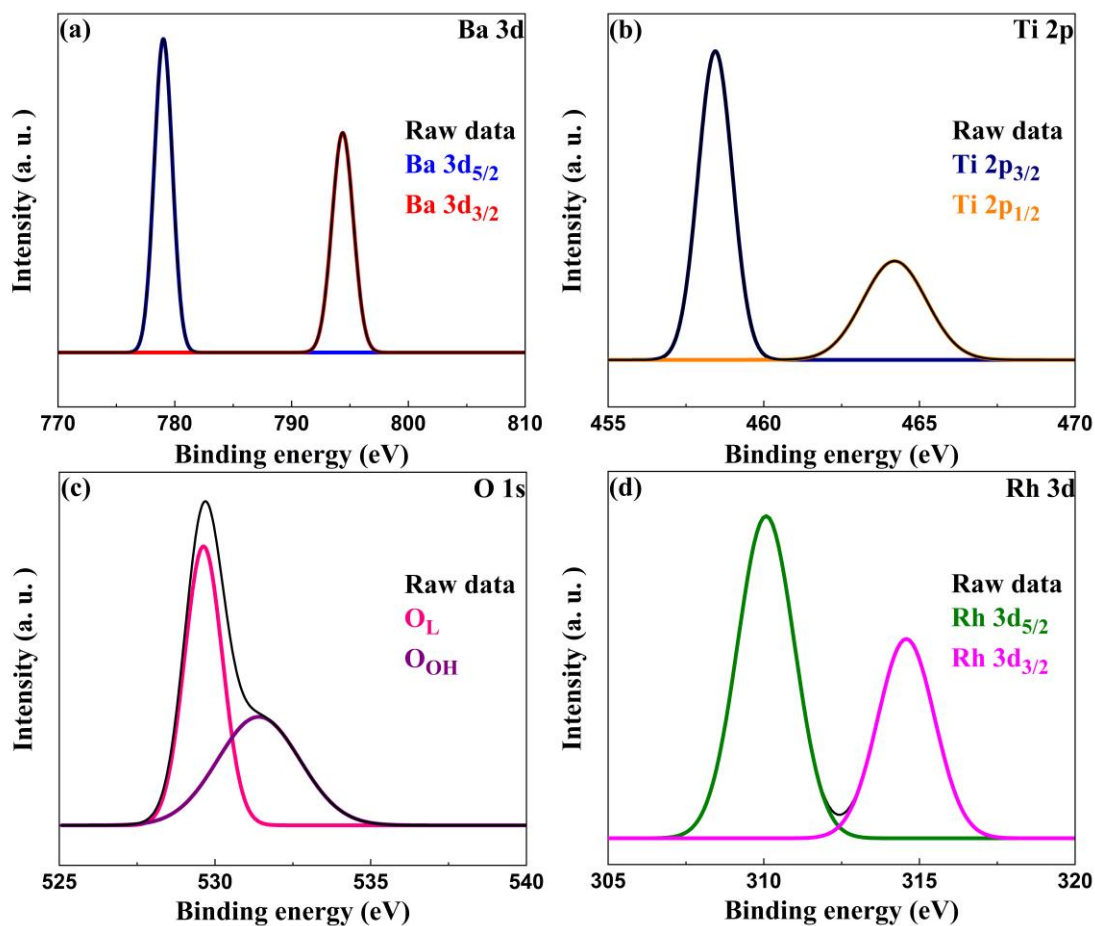 (a) Ba 3d
Raw data
Ba 3d5/2
Ba 3d3/2
Intensity (a. u. )
770 780 790 800 810
Binding energy (eV)
(b) Ti 2p
Raw data
Ti 2p3/2
Ti 2p1/2
Intensity (a. u. )
455 460 465 470
Binding energy (eV)
(c) O 1s
Raw data
OL
OOH
Intensity (a. u. )
525 530 535 540
Binding energy (eV)
(d) Rh 3d
Raw data
Rh 3d5/2
Rh 3d3/2
Intensity (a. u. )
305 310 315 320
Binding energy (eV)